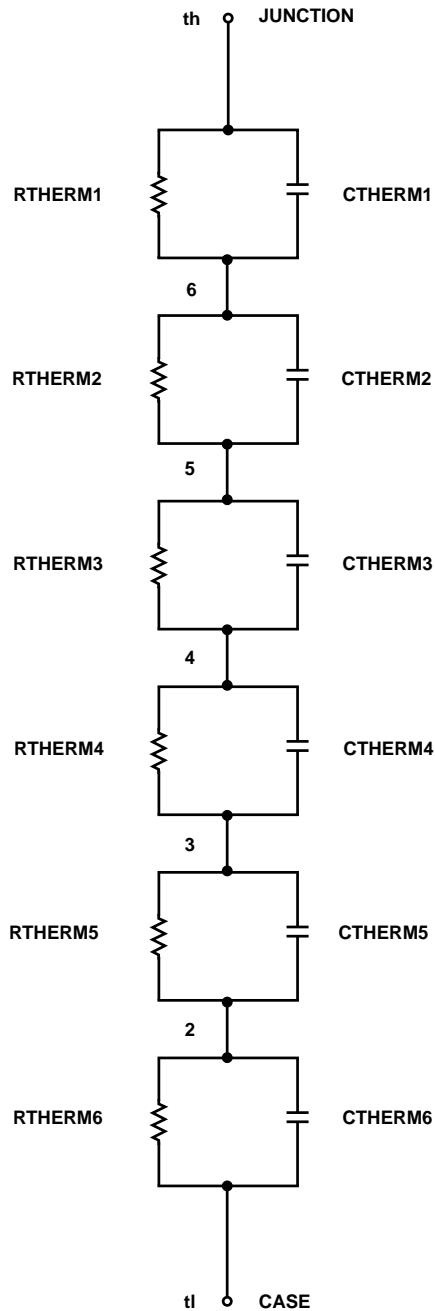 th JUNCTION
RTHERM1 CTHERM1
6
RTHERM2 CTHERM2
5
RTHERM3 CTHERM3
4
RTHERM4 CTHERM4
3
RTHERM5 CTHERM5
2
RTHERM6 CTHERM6
tl CASE